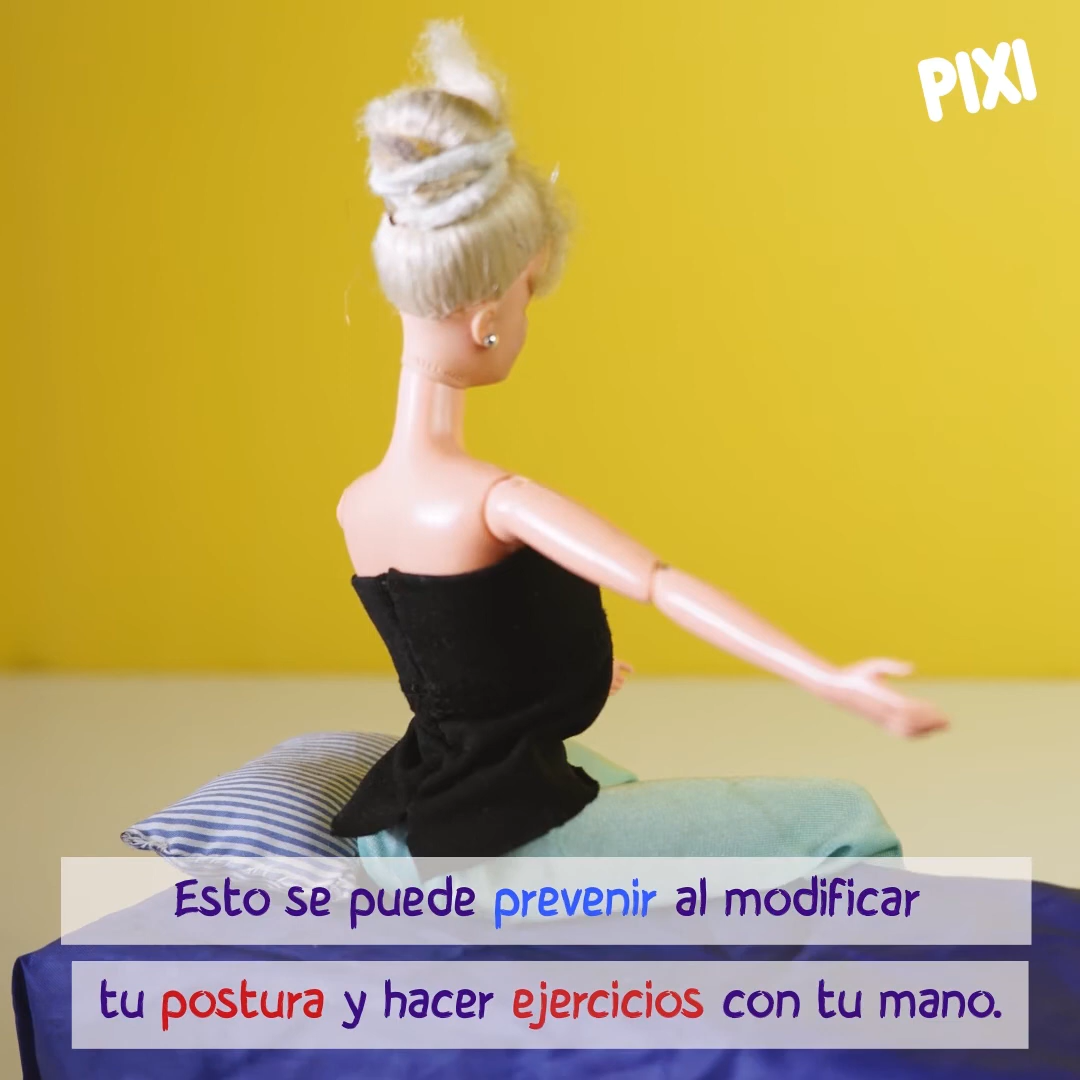 PIXI
Esto se puede prevenir al modificar
tu postura y hacer ejercicios con tu mano.